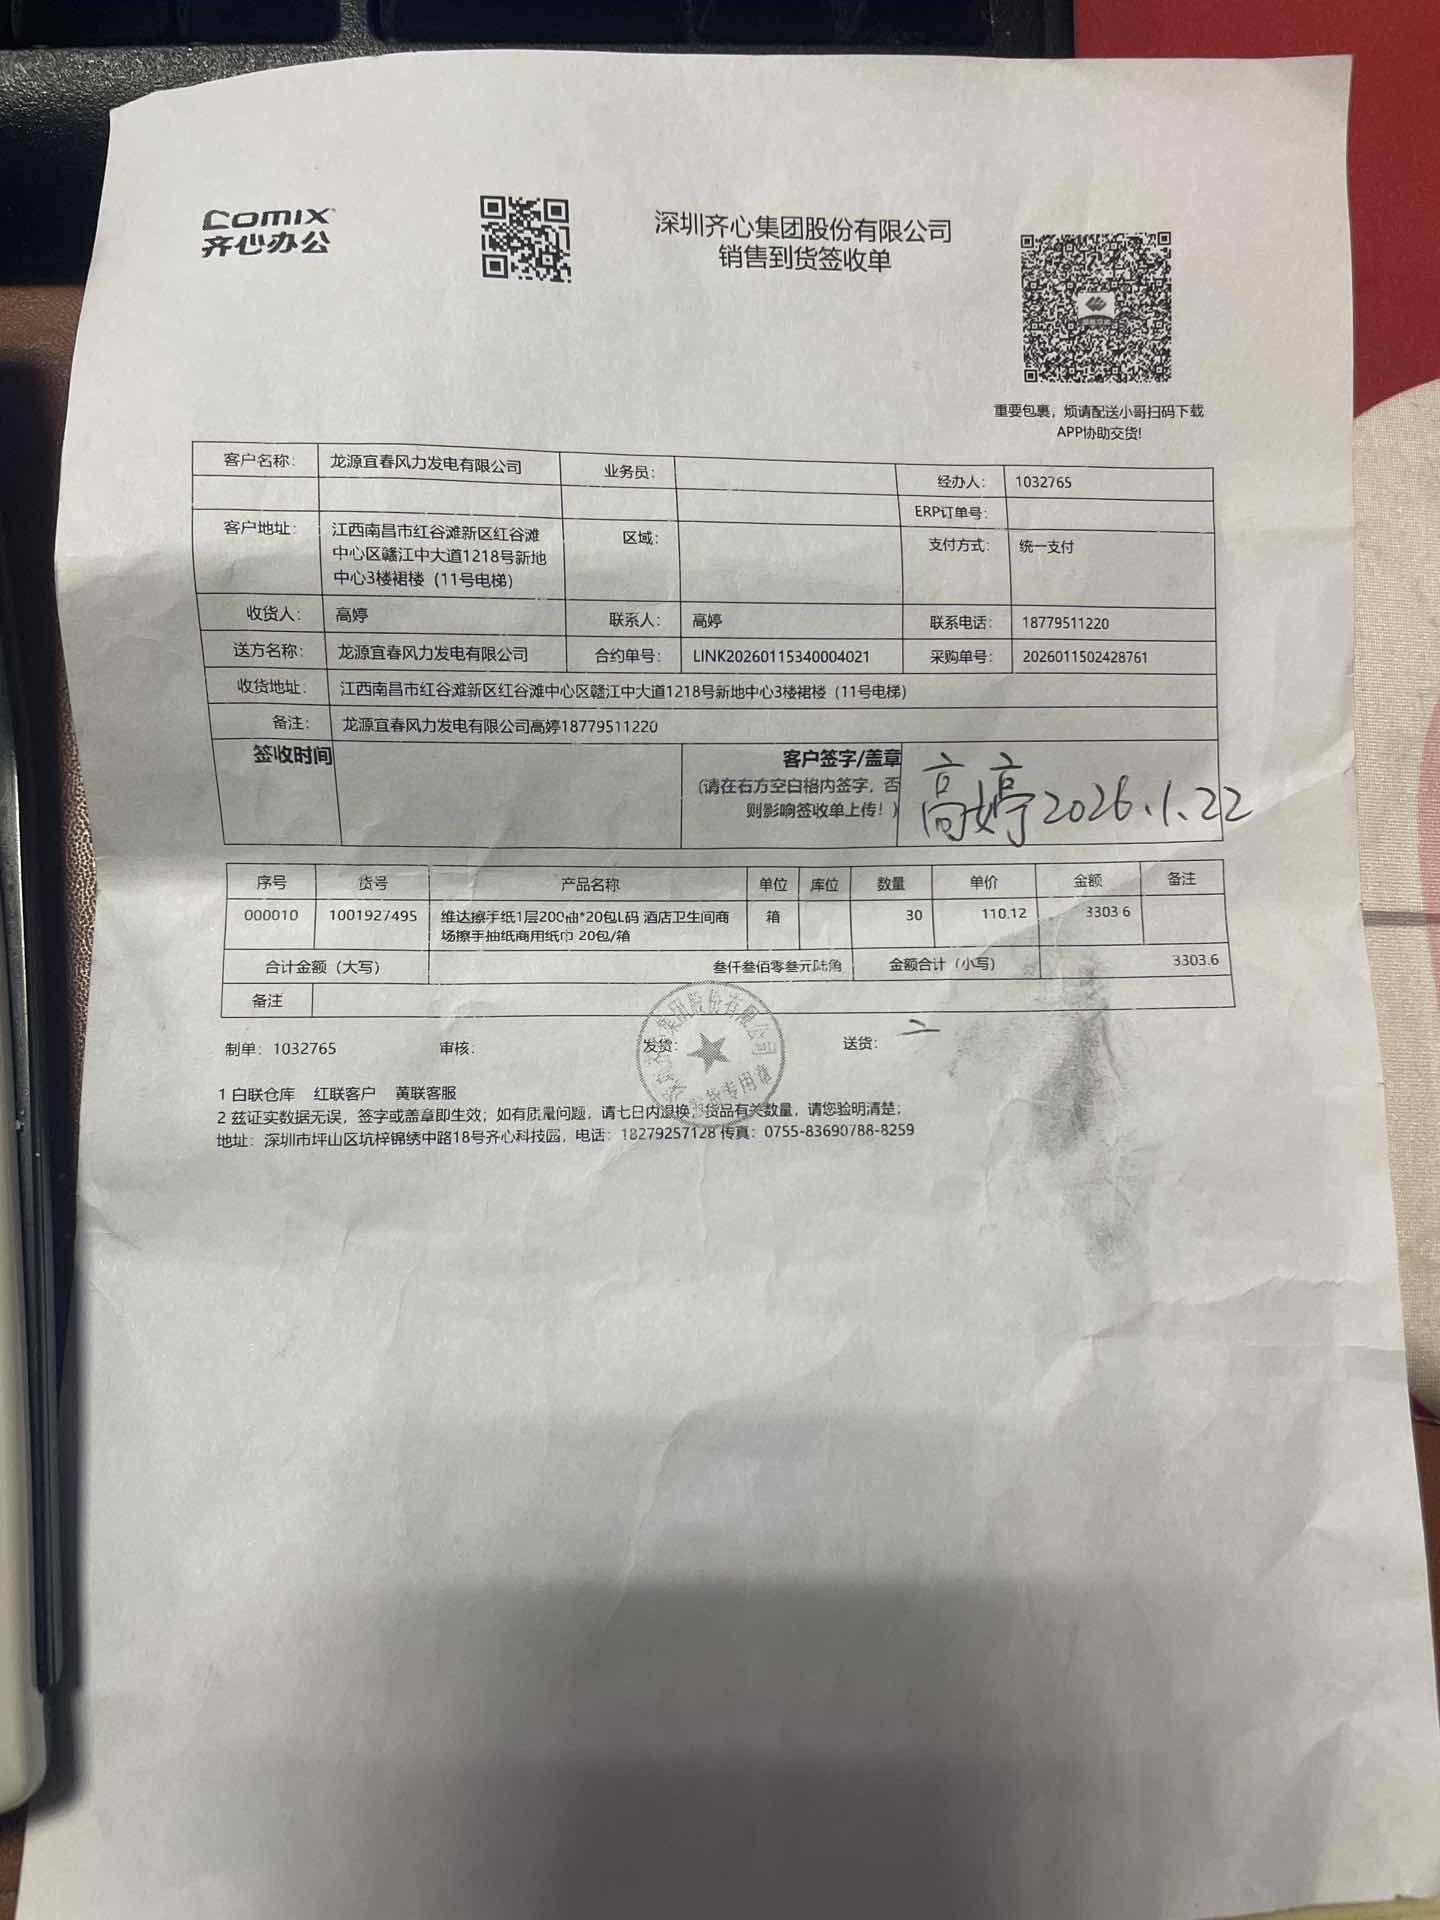 COMIX
齐心办公
深圳齐心集团股份有限公司
销售到货签收单
重要包裹，烦请配送小哥扫码下载
APP协助交货!
客户名称： 龙源宜春风力发电有限公司 业务员： 经办人： 1032765
ERP订单号：
客户地址： 江西南昌市红谷滩新区红谷滩
中心区赣江中大道1218号新地
中心3楼裙楼（11号电梯）
区域： 支付方式： 统一支付
收货人： 高婷 联系人： 高婷 联系电话： 18779511220
送方名称： 龙源宜春风力发电有限公司 合约单号： LINK20260115340004021 采购单号： 2026011502428761
收货地址： 江西南昌市红谷滩新区红谷滩中心区赣江中大道1218号新地中心3楼裙楼（11号电梯）
备注： 龙源宜春风力发电有限公司高婷18779511220
签收时间 客户签字/盖章
(请在右方空白格内签字，否
则影响签收单上传！)
高婷2026.1.22
序号 货号 产品名称 单位 库位 数量 单价 金额 备注
000010 1001927495 维达擦手纸1层200抽*20包L码 酒店卫生间商
场擦手抽纸商用纸巾 20包/箱
箱 30 110.12 3303.6
合计金额（大写） 叁仟叁佰零叁元陆角 金额合计（小写） 3303.6
备注
制单：1032765 审核： 发货： 送货：
集团股份有限公司
专用章
1 白联仓库 红联客户 黄联客服
2 兹证实数据无误，签字或盖章即生效；如有质量问题，请七日内退换，货品有关数量，请您验明清楚；
地址：深圳市坪山区坑梓锦绣中路18号齐心科技园，电话：18279257128 传真：0755-83690788-8259